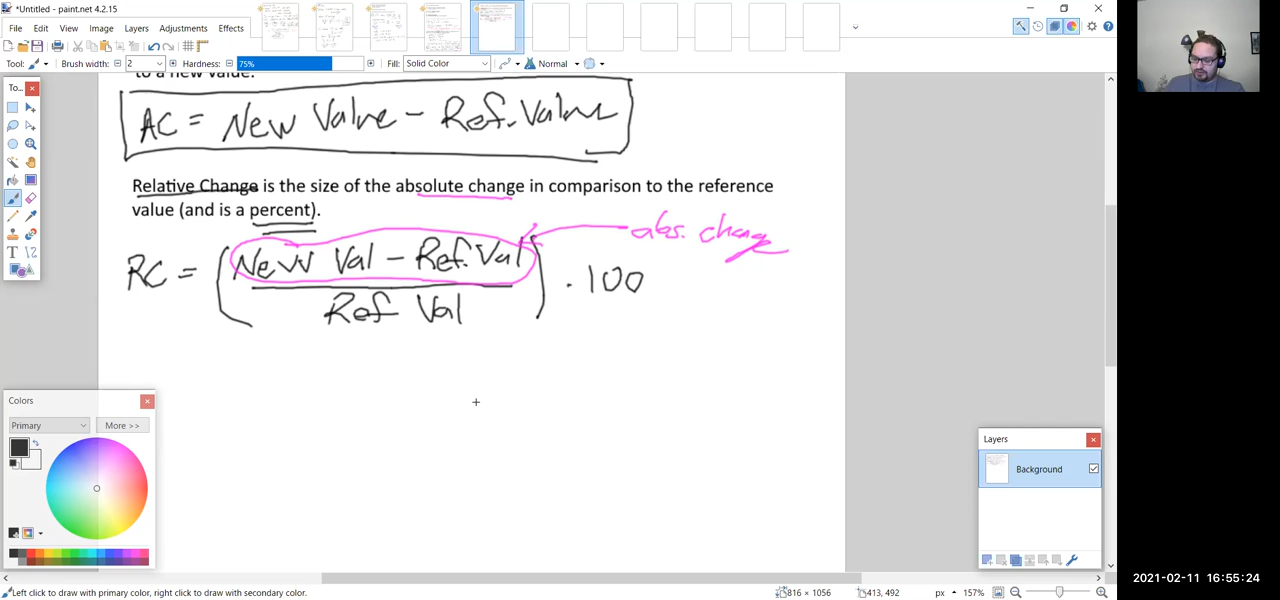 *Untitled - paint.net 4.2.15
File Edit View Image Layers Adjustments Effects
Tool: Brush width: 2 Hardness: 75% Fill: Solid Color Normal
To...
to a new value.
AC = New Value - Ref. Value
Relative Change is the size of the absolute change in comparison to the reference
value (and is a percent).
abs. change
RC = (New Val - Ref. Val
Ref Val) . 100
Colors
Primary More >>
Layers
Background
2021-02-11 16:55:24
Left click to draw with primary color, right click to draw with secondary color. 816 × 1056 413, 492 px 157%